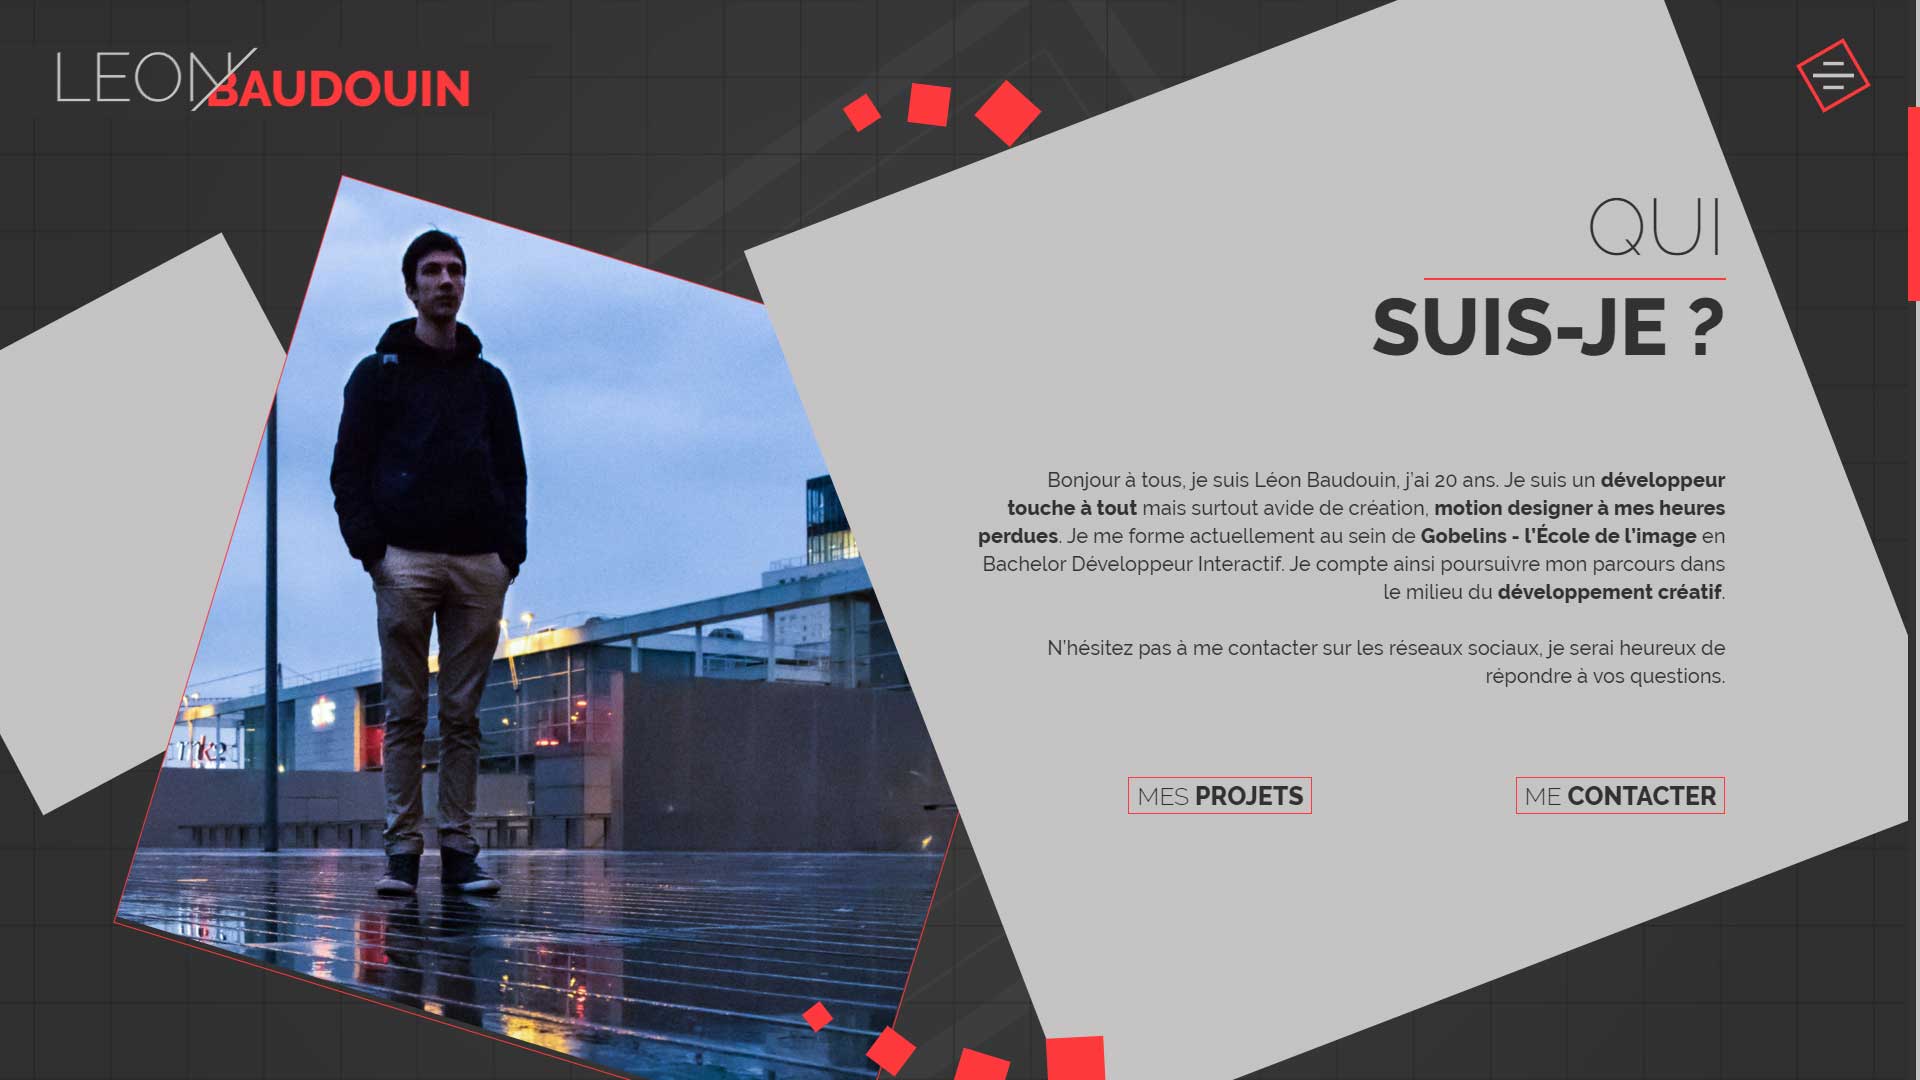 LEON BAUDOUIN
QUI
SUIS-JE ?
Bonjour à tous, je suis Léon Baudouin, j’ai 20 ans. Je suis un développeur
touche à tout mais surtout avide de création, motion designer à mes heures
perdues. Je me forme actuellement au sein de Gobelins - l’École de l’image en
Bachelor Développeur Interactif. Je compte ainsi poursuivre mon parcours dans
le milieu du développement créatif.
N’hésitez pas à me contacter sur les réseaux sociaux, je serai heureux de
répondre à vos questions.
MES PROJETS
ME CONTACTER